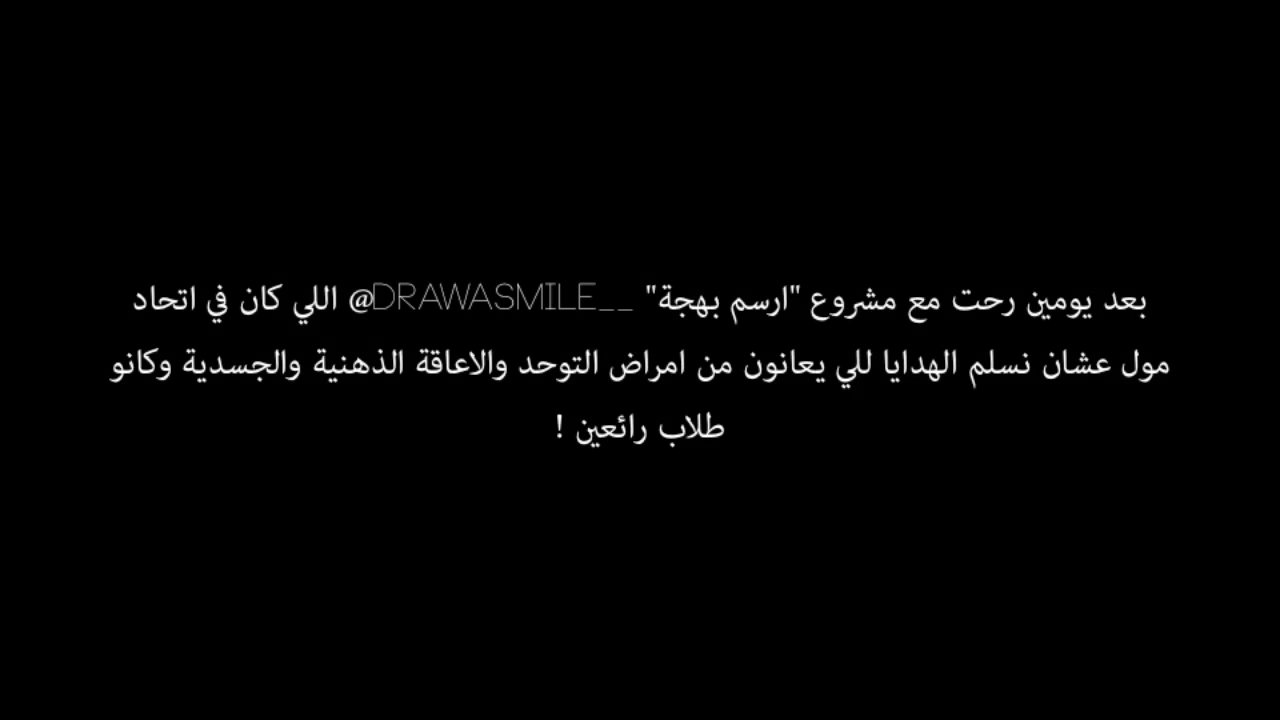 بعد يومين رحت مع مشروع "ارسم بهجة" @DRAWASMILE__ اللي كان في اتحاد
مول عشان نسلم الهدايا للي يعانون من امراض التوحد والاعاقة الذهنية والجسدية وكانو
طلاب رائعين !